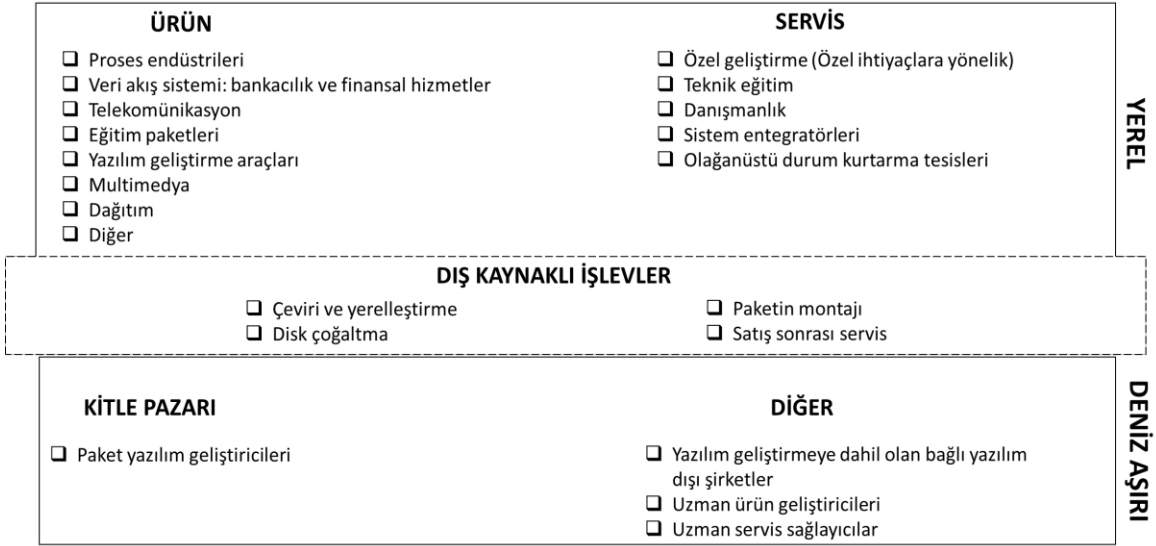 ÜRÜN
❑ Proses endüstrileri
❑ Veri akış sistemi: bankacılık ve finansal hizmetler
❑ Telekomünikasyon
❑ Eğitim paketleri
❑ Yazılım geliştirme araçları
❑ Multimedya
❑ Dağıtım
❑ Diğer
SERVİS
❑ Özel geliştirme (Özel ihtiyaçlara yönelik)
❑ Teknik eğitim
❑ Danışmanlık
❑ Sistem entegratörleri
❑ Olağanüstü durum kurtarma tesisleri
YEREL
DIŞ KAYNAKLI İŞLEVLER
❑ Çeviri ve yerelleştirme
❑ Disk çoğaltma
❑ Paketin montajı
❑ Satış sonrası servis
KİTLE PAZARI
❑ Paket yazılım geliştiricileri
DİĞER
❑ Yazılım geliştirmeye dahil olan bağlı yazılım
dışı şirketler
❑ Uzman ürün geliştiricileri
❑ Uzman servis sağlayıcılar
DENİZ AŞIRI